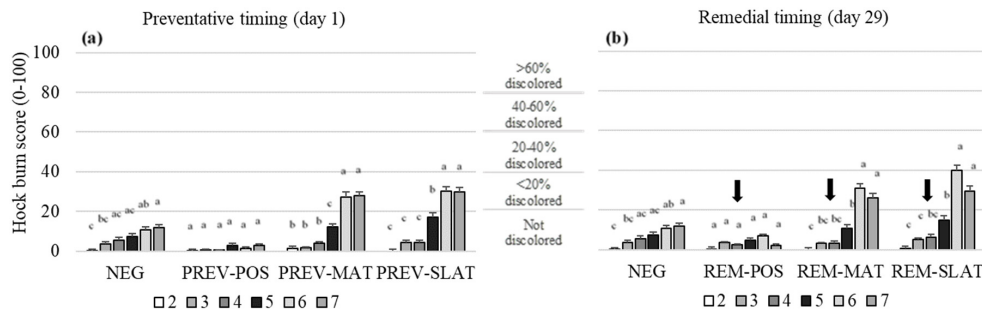 Preventative timing (day 1)
Remedial timing (day 29)
Hock burn score (0-100)
(a)
100
80
60
40
20
0
c bc ac ac ab a
a a a a a a
b b b c a a
c c c b a a
NEG PREV-POS PREV-MAT PREV-SLAT
2 3 4 5 6 7
>60%
discolored
40-60%
discolored
20-40%
discolored
<20%
discolored
Not
discolored
(b)
c bc ac ac ab a
a a a a a a
c bc bc b a a
c c bc b a a
NEG REM-POS REM-MAT REM-SLAT
2 3 4 5 6 7